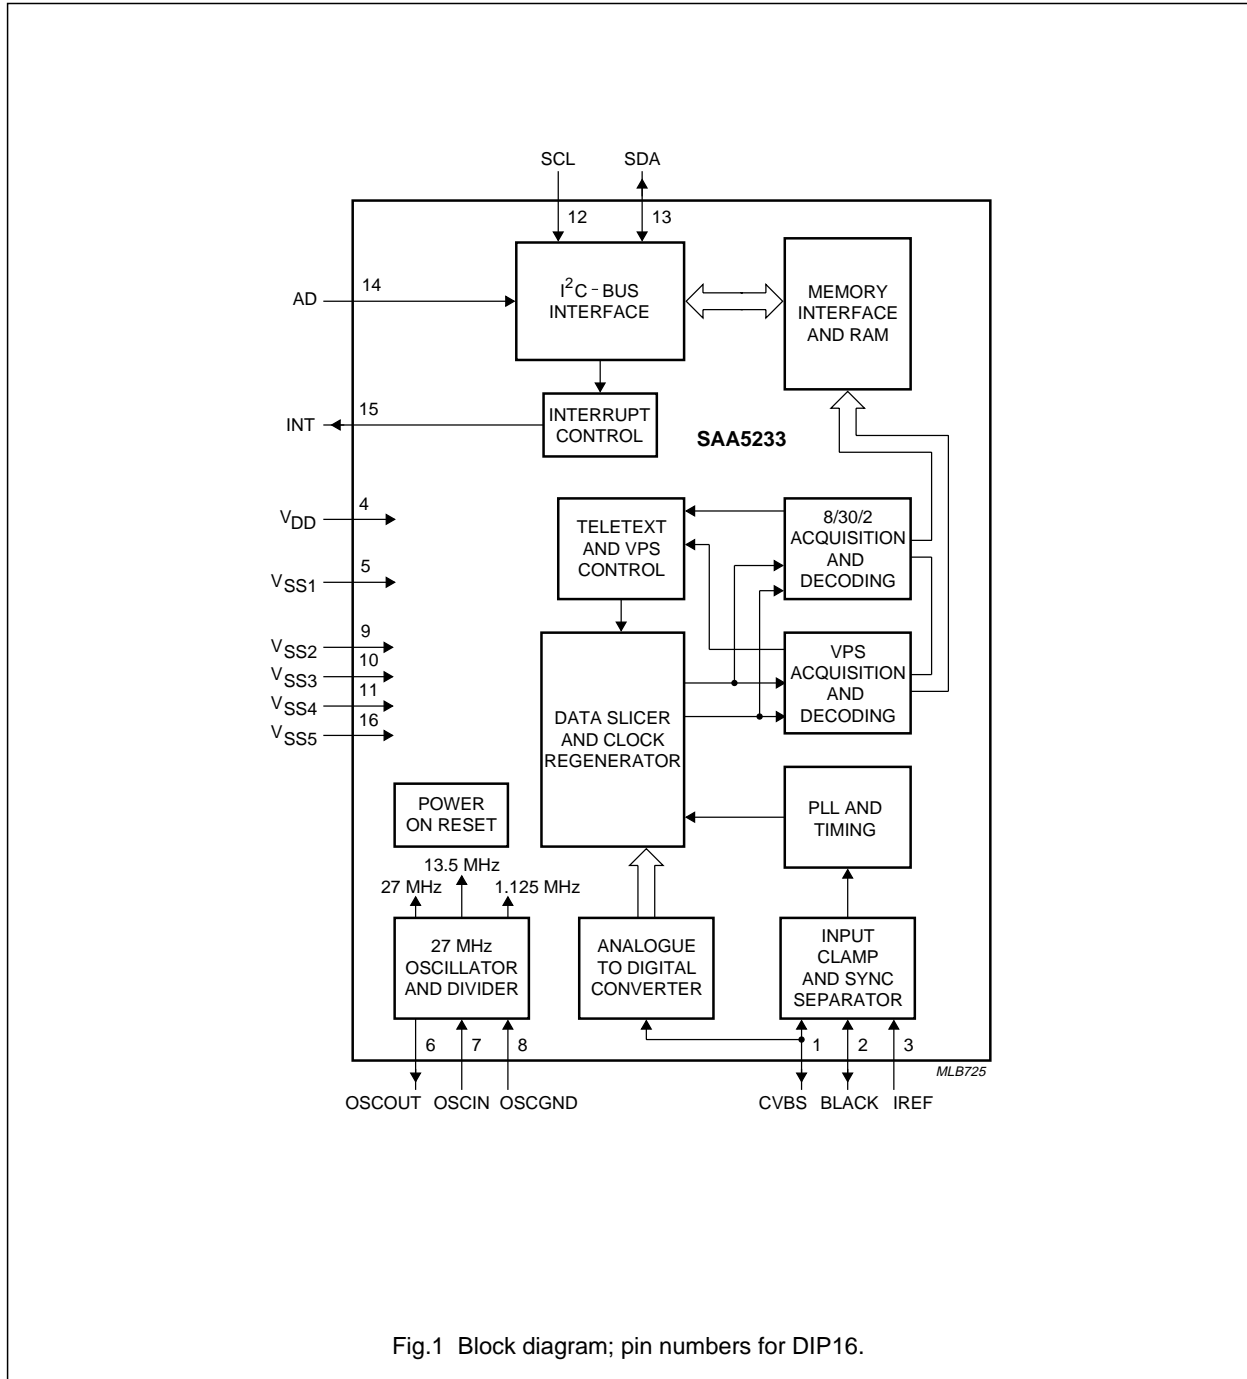 SCL SDA
12 13
AD
14
I2C - BUS
INTERFACE
MEMORY
INTERFACE
AND RAM
INT
15
INTERRUPT
CONTROL
SAA5233
VDD
4
VSS1
5
VSS2
9
VSS3
10
VSS4
11
VSS5
16
TELETEXT
AND VPS
CONTROL
8/30/2
ACQUISITION
AND
DECODING
VPS
ACQUISITION
AND
DECODING
DATA SLICER
AND CLOCK
REGENERATOR
POWER
ON RESET
PLL AND
TIMING
13.5 MHz
27 MHz
1.125 MHz
27 MHz
OSCILLATOR
AND DIVIDER
ANALOGUE
TO DIGITAL
CONVERTER
INPUT
CLAMP
AND SYNC
SEPARATOR
6 7 8
1 2 3
MLB725
OSCOUT OSCIN OSCGND
CVBS BLACK IREF
Fig.1 Block diagram; pin numbers for DIP16.